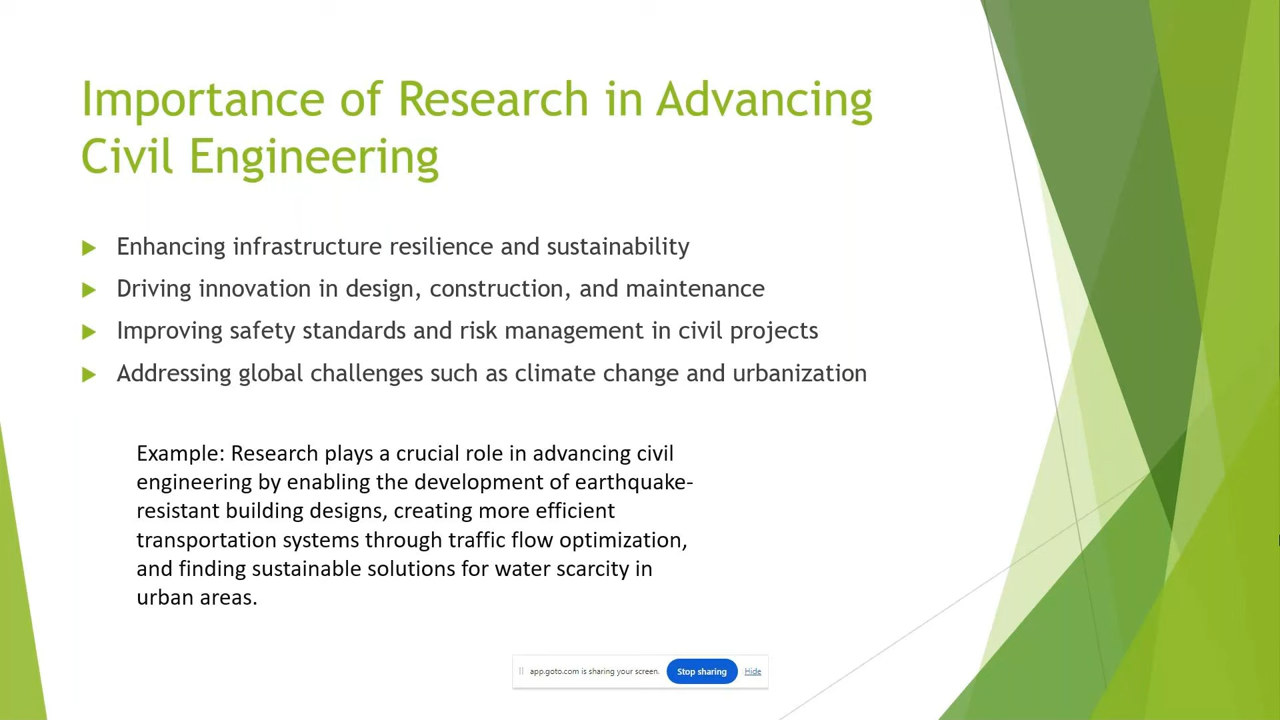 Importance of Research in Advancing
Civil Engineering
Enhancing infrastructure resilience and sustainability
Driving innovation in design, construction, and maintenance
Improving safety standards and risk management in civil projects
Addressing global challenges such as climate change and urbanization
Example: Research plays a crucial role in advancing civil
engineering by enabling the development of earthquake-
resistant building designs, creating more efficient
transportation systems through traffic flow optimization,
and finding sustainable solutions for water scarcity in
urban areas.
app.goto.com is sharing your screen. Stop sharing Hide